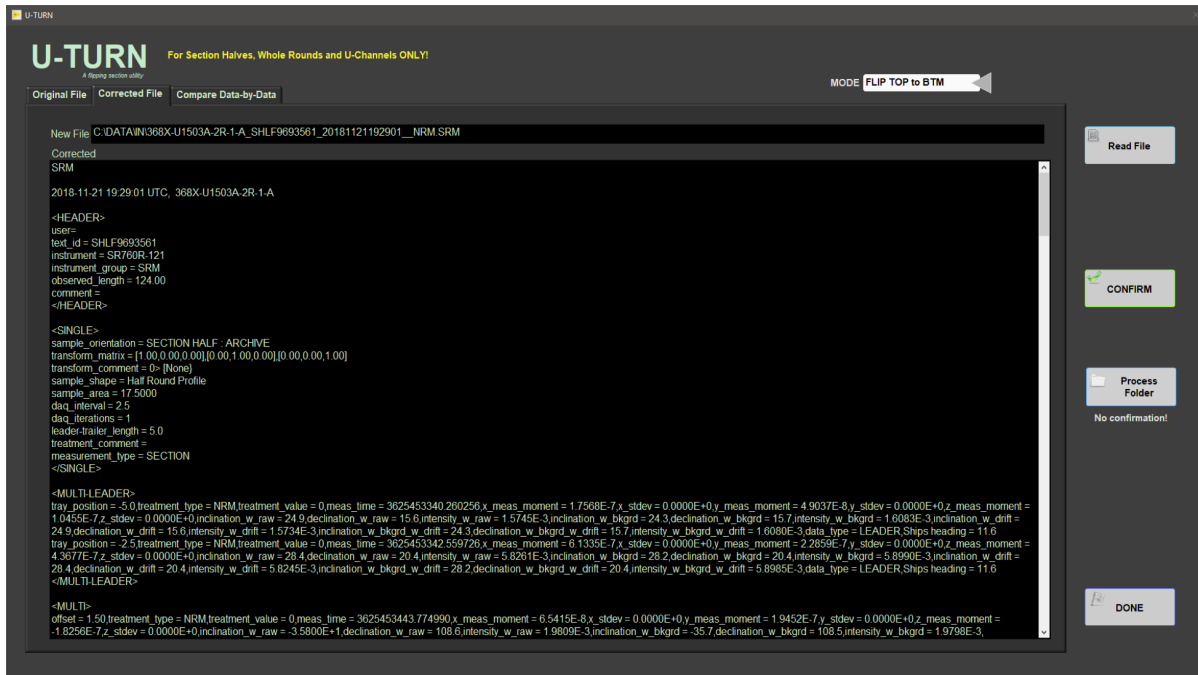 U-TURN
U-TURN
A flipping section utility
For Section Halves, Whole Rounds and U-Channels ONLY!
MODE FLIP TOP to BTM
Original File Corrected File Compare Data-by-Data
New File C:\DATA\IN\368X-U1503A-2R-1-A_SHLF9693561_20181121192901__NRM.SRM
Corrected
SRM
2018-11-21 19:29:01 UTC, 368X-U1503A-2R-1-A
<HEADER>
user=
text_id = SHLF9693561
instrument = SR760R-121
instrument_group = SRM
observed_length = 124.00
comment =
</HEADER>
<SINGLE>
sample_orientation = SECTION HALF : ARCHIVE
transform_matrix = [1.00,0.00,0.00],[0.00,1.00,0.00],[0.00,0.00,1.00]
transform_comment = 0> [None}
sample_shape = Half Round Profile
sample_area = 17.5000
daq_interval = 2.5
daq_iterations = 1
leader-trailer_length = 5.0
treatment_comment =
measurement_type = SECTION
</SINGLE>
<MULTI-LEADER>
tray_position = -5.0,treatment_type = NRM,treatment_value = 0,meas_time = 3625453340.260256,x_meas_moment = 1.7568E-7,x_stdev = 0.0000E+0,y_meas_moment = 4.9037E-8,y_stdev = 0.0000E+0,z_meas_moment =
1.0455E-7,z_stdev = 0.0000E+0,inclination_w_raw = 24.9,declination_w_raw = 15.6,intensity_w_raw = 1.5745E-3,inclination_w_bkgrd = 24.3,declination_w_bkgrd = 15.7,intensity_w_bkgrd = 1.6083E-3,inclination_w_drift =
24.9,declination_w_drift = 15.6,intensity_w_drift = 1.5734E-3,inclination_w_bkgrd_w_drift = 24.3,declination_w_bkgrd_w_drift = 15.7,intensity_w_bkgrd_w_drift = 1.6080E-3,data_type = LEADER,Ships heading = 11.6
tray_position = -2.5,treatment_type = NRM,treatment_value = 0,meas_time = 3625453342.559726,x_meas_moment = 6.1335E-7,x_stdev = 0.0000E+0,y_meas_moment = 2.2859E-7,y_stdev = 0.0000E+0,z_meas_moment =
4.3677E-7,z_stdev = 0.0000E+0,inclination_w_raw = 28.4,declination_w_raw = 20.4,intensity_w_raw = 5.8261E-3,inclination_w_bkgrd = 28.2,declination_w_bkgrd = 20.4,intensity_w_bkgrd = 5.8990E-3,inclination_w_drift =
28.4,declination_w_drift = 20.4,intensity_w_drift = 5.8245E-3,inclination_w_bkgrd_w_drift = 28.2,declination_w_bkgrd_w_drift = 20.4,intensity_w_bkgrd_w_drift = 5.8985E-3,data_type = LEADER,Ships heading = 11.6
</MULTI-LEADER>
<MULTI>
offset = 1.50,treatment_type = NRM,treatment_value = 0,meas_time = 3625453443.774990,x_meas_moment = 6.5415E-8,x_stdev = 0.0000E+0,y_meas_moment = 1.9452E-7,y_stdev = 0.0000E+0,z_meas_moment =
-1.8256E-7,z_stdev = 0.0000E+0,inclination_w_raw = -3.5800E+1,declination_w_raw = 108.6,intensity_w_raw = 1.9809E-3,inclination_w_bkgrd = -35.7,declination_w_bkgrd = 108.5,intensity_w_bkgrd = 1.9798E-3,
Read File
CONFIRM
Process
Folder
No confirmation!
DONE